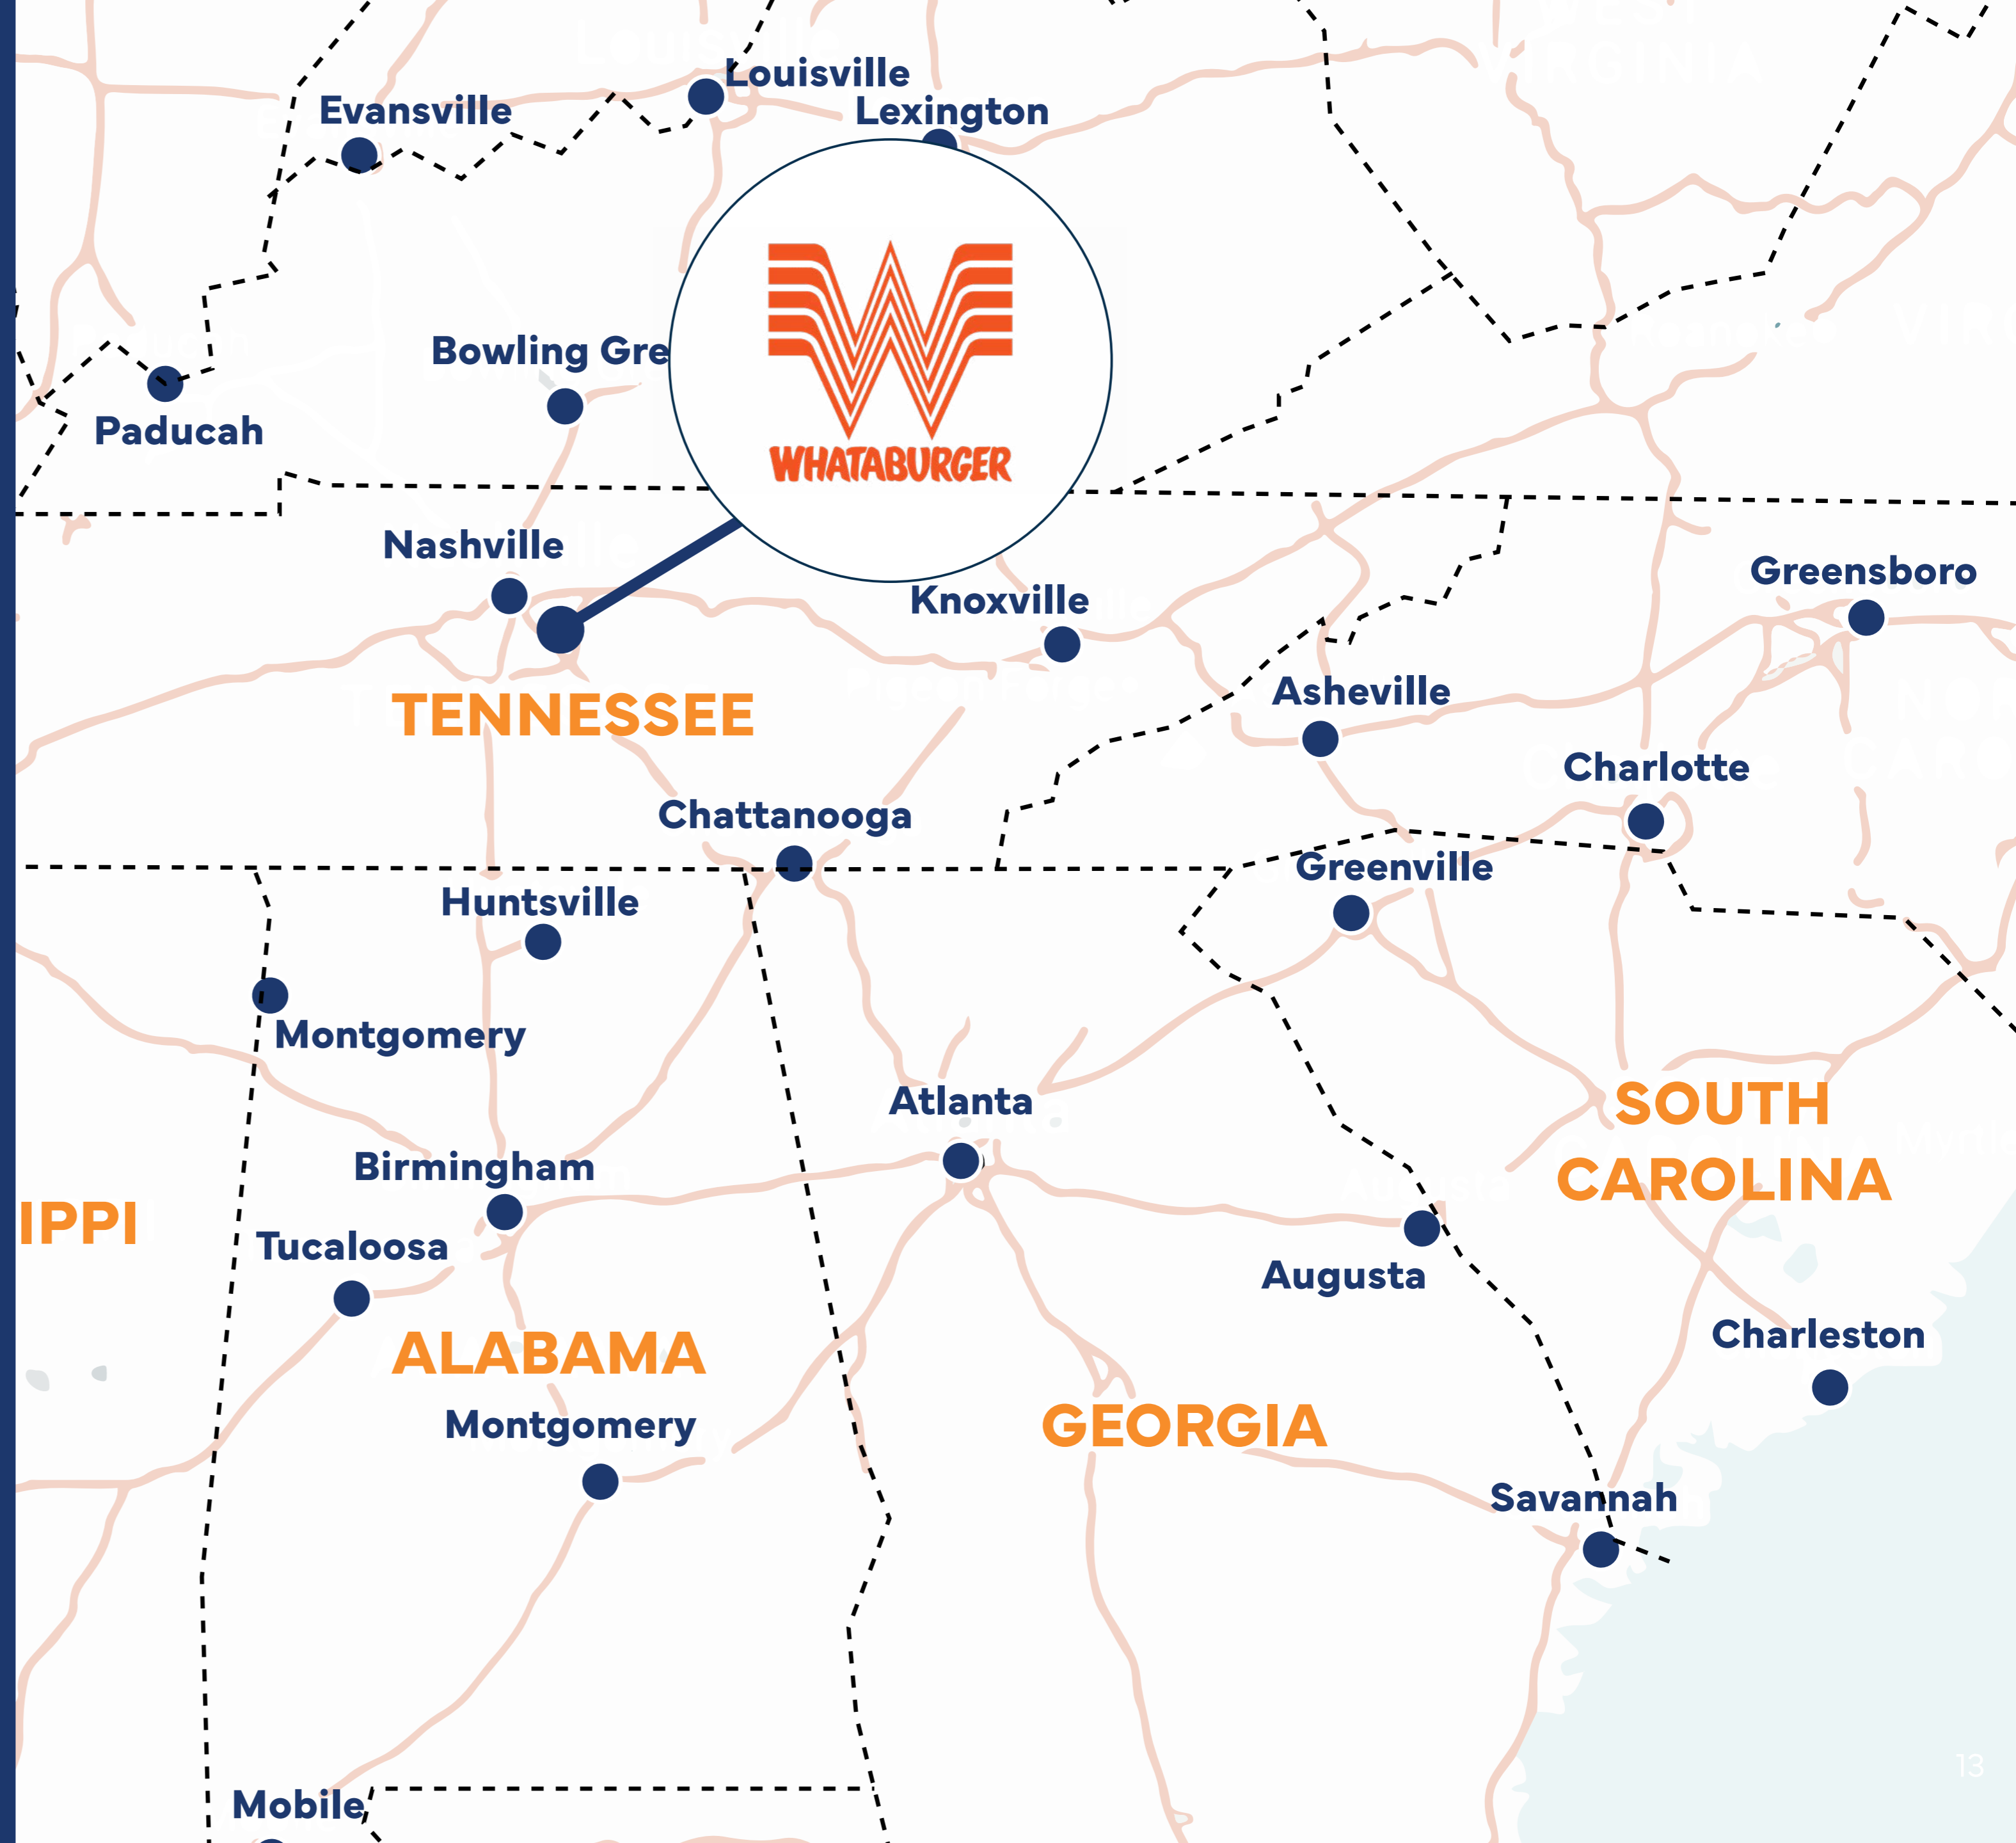 Louisville
Evansville
Lexington
WHATABURGER
Bowling Gre
Paducah
Nashville
Knoxville
Greensboro
TENNESSEE
Asheville
Charlotte
Chattanooga
Greenville
Huntsville
Montgomery
Atlanta
SOUTH
CAROLINA
Birmingham
IPPI
Tucaloosa
Augusta
ALABAMA
Charleston
Montgomery
GEORGIA
Savannah
13
Mobile